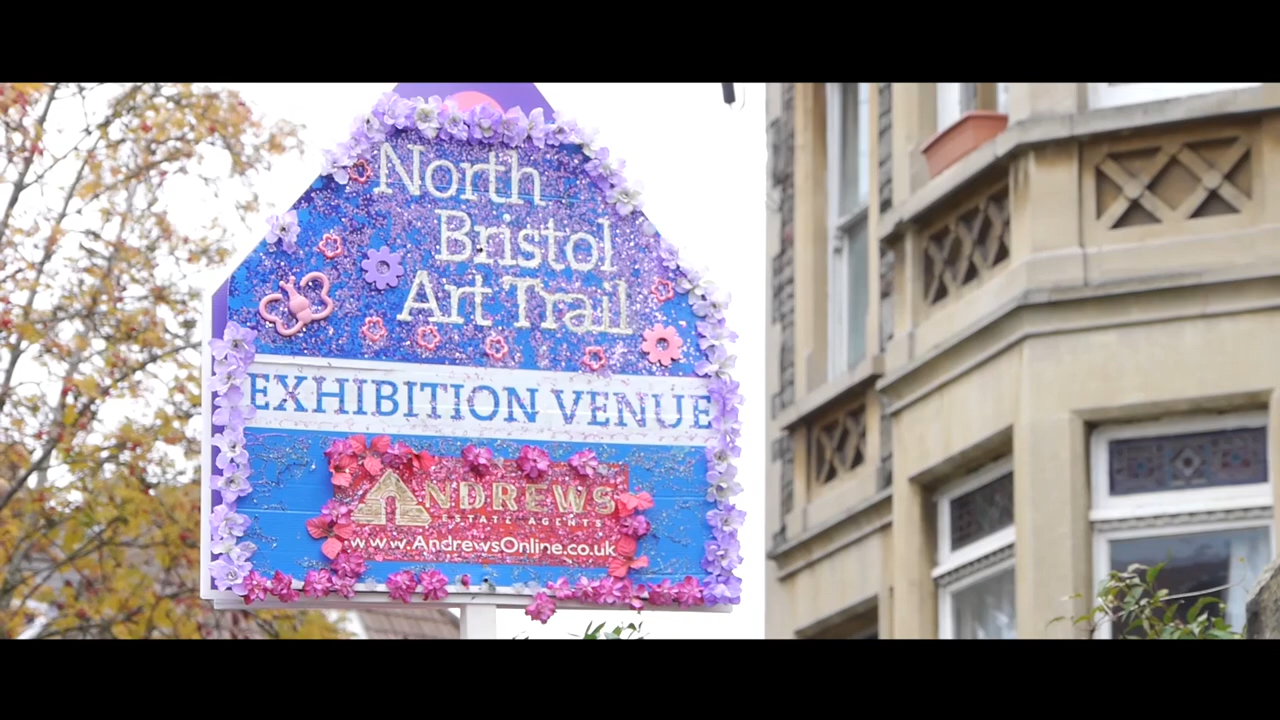 North
Bristol
Art Trail
EXHIBITION VENUE
ANDREWS
ESTATE AGENTS
www.AndrewsOnline.co.uk